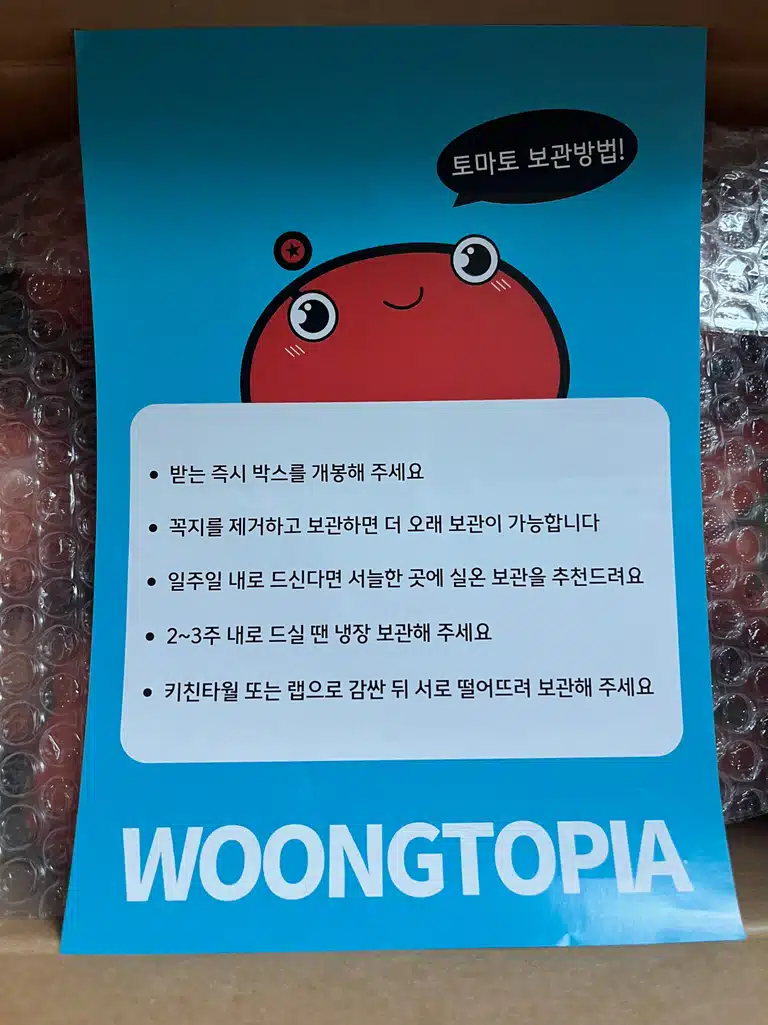 토마토 보관방법!
• 받는 즉시 박스를 개봉해 주세요
• 꼭지를 제거하고 보관하면 더 오래 보관이 가능합니다
• 일주일 내로 드신다면 서늘한 곳에 실온 보관을 추천드려요
• 2~3주 내로 드실 땐 냉장 보관해 주세요
• 키친타월 또는 랩으로 감싼 뒤 서로 떨어뜨려 보관해 주세요
WOONGTOPIA